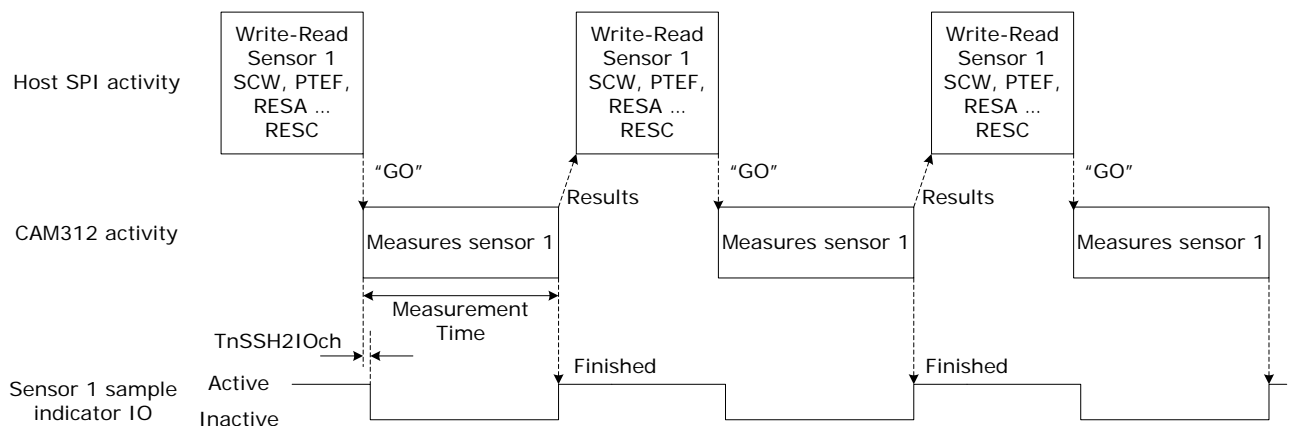 Write-Read
Sensor 1
SCW, PTEF,
RESA ...
RESC
Write-Read
Sensor 1
SCW, PTEF,
RESA ...
RESC
Write-Read
Sensor 1
SCW, PTEF,
RESA ...
RESC
Host SPI activity
“GO”
“GO”
“GO”
Results
Results
CAM312 activity
Measures sensor 1
Measures sensor 1
Measures sensor 1
Measurement
Time
TnSSH2IOch
Finished
Finished
Sensor 1 sample
indicator IO
Active
Inactive